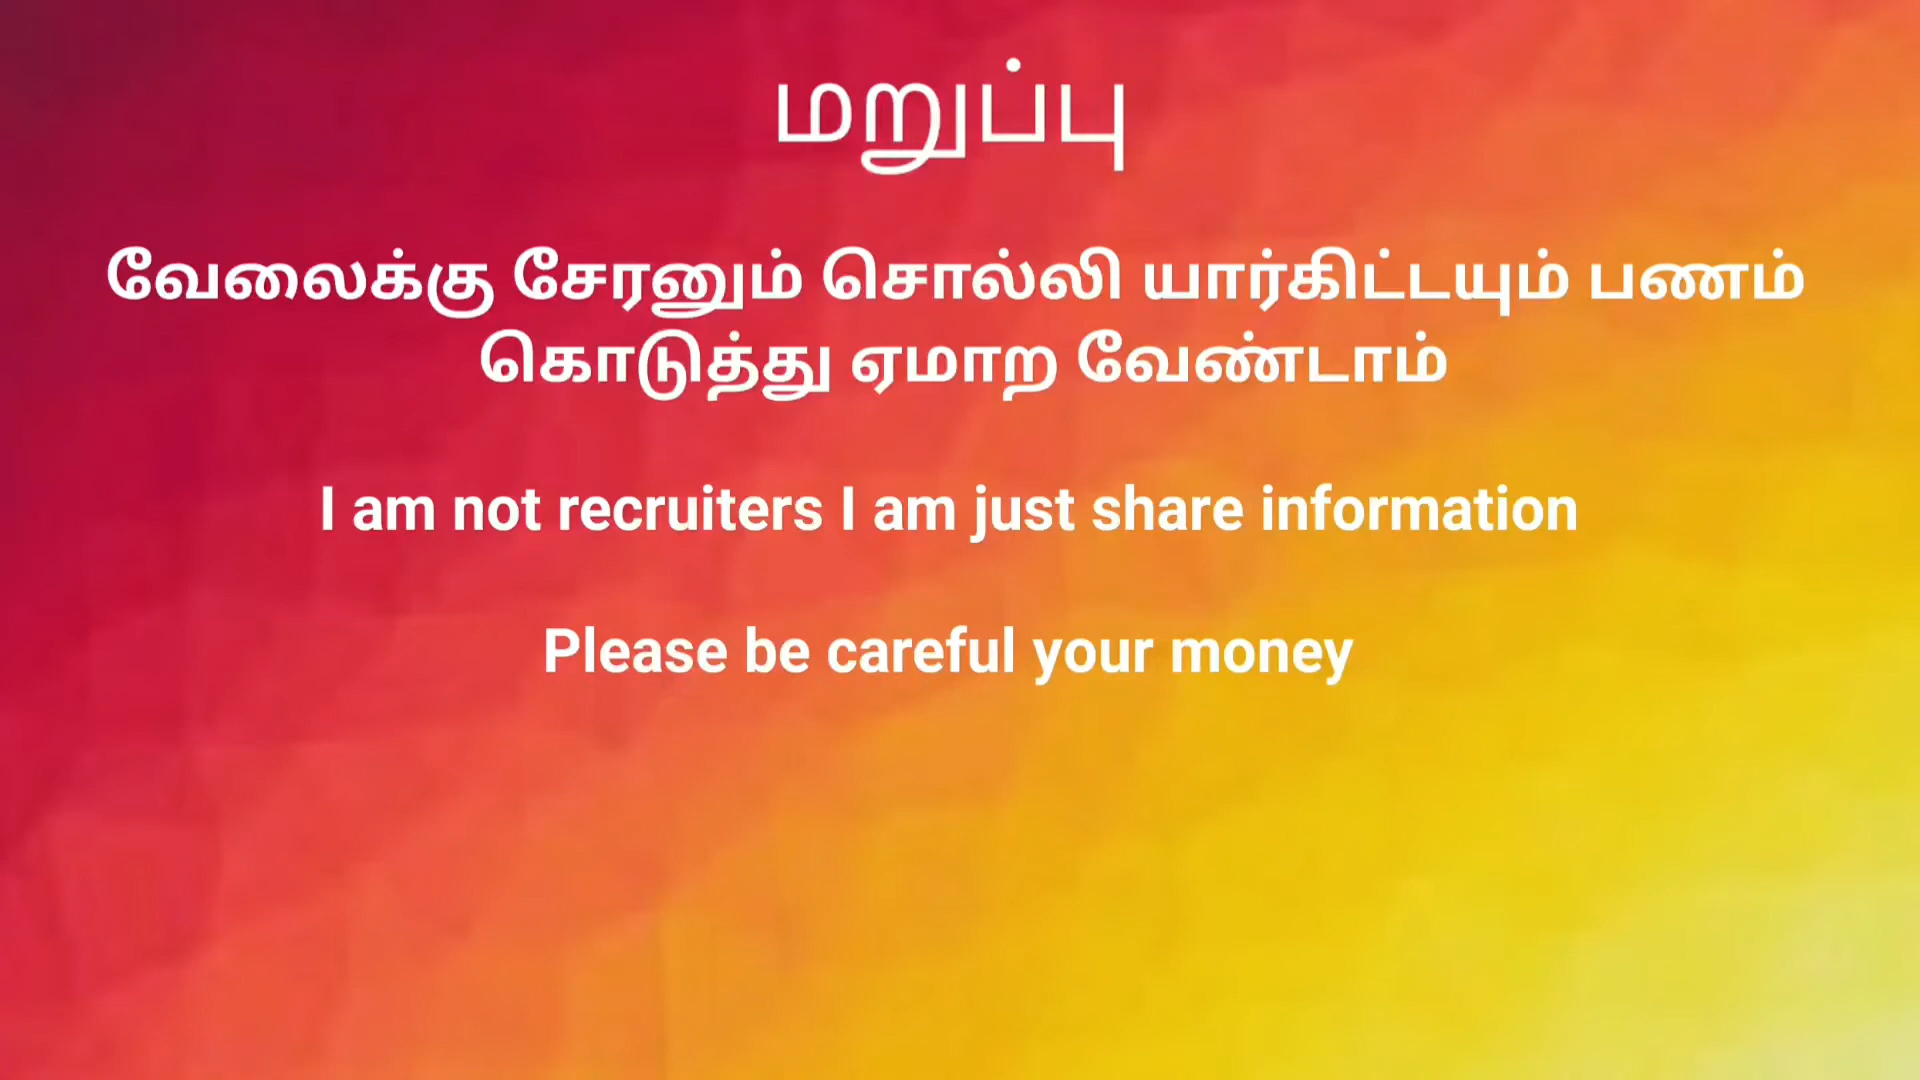 மறுப்பு
வேலைக்கு சேரனும் சொல்லி யார்கிட்டயும் பணம்
கொடுத்து ஏமாற வேண்டாம்
I am not recruiters I am just share information
Please be careful your money